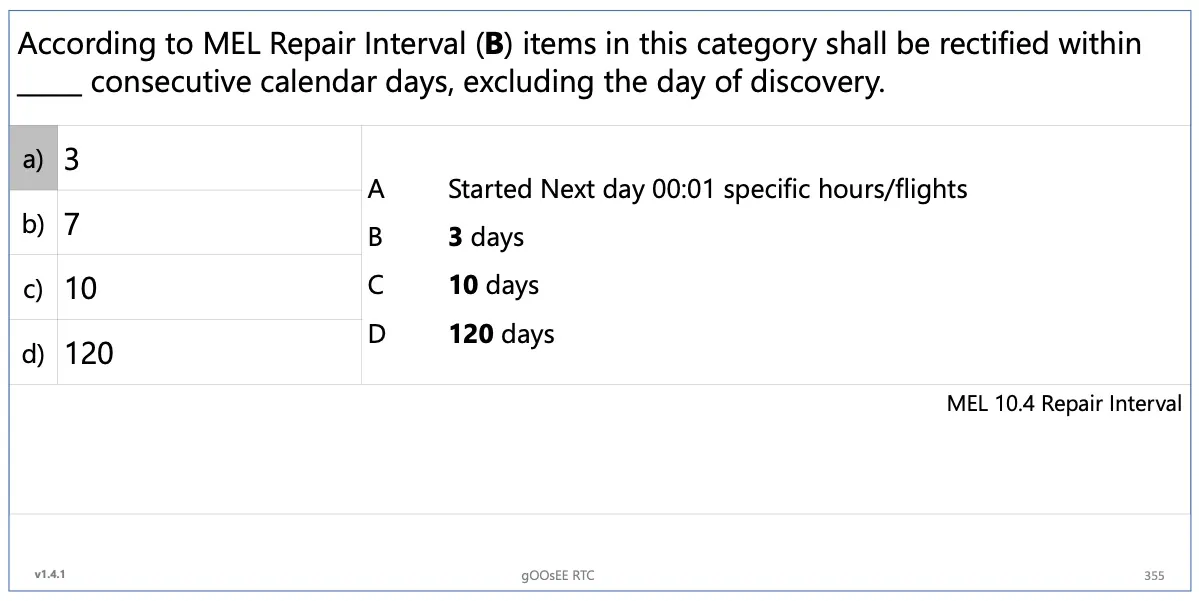 According to MEL Repair Interval (B) items in this category shall be rectified within
_____ consecutive calendar days, excluding the day of discovery.
a) 3
b) 7
c) 10
d) 120
A Started Next day 00:01 specific hours/flights
B 3 days
C 10 days
D 120 days
MEL 10.4 Repair Interval
v1.4.1 gOOsEE RTC 355